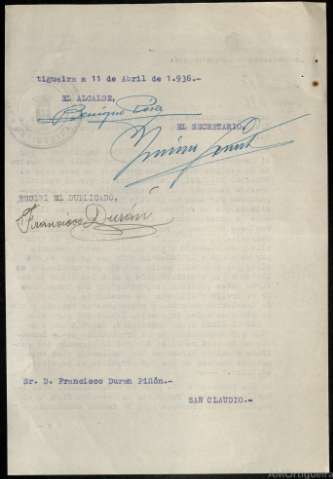 tigueira a 11 de Abril de 1.936.-
EL ALCALDE,
EL SECRETARIO,
RECIBI EL DUPLICADO,
Francisco Durán
Sr. D. Francisco Duran Piñón.-
SAN CLAUDIO.-